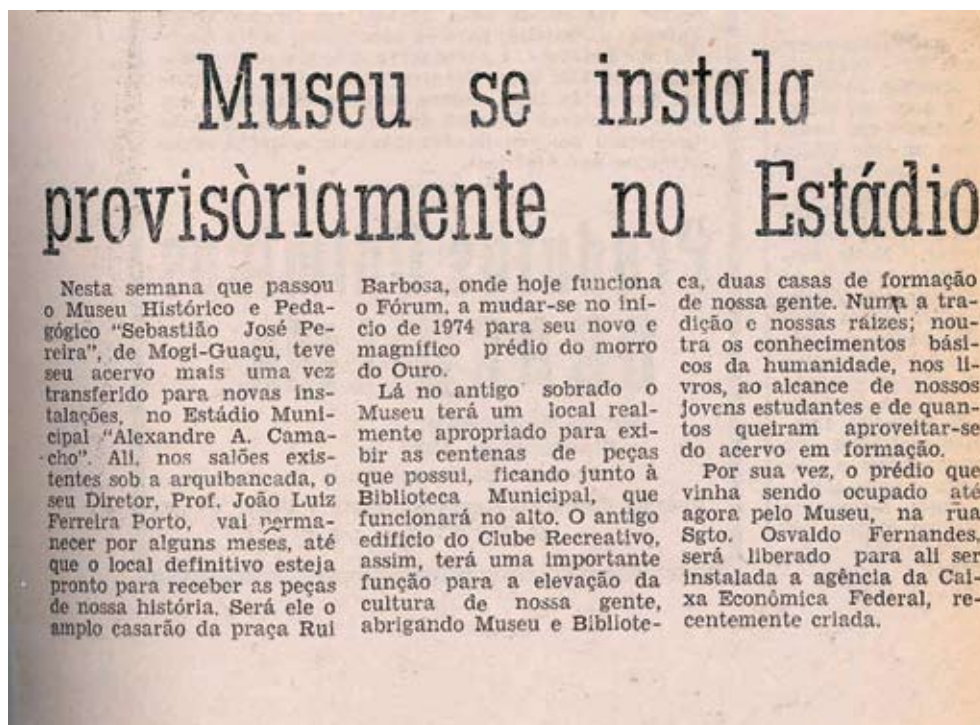 Museu se instala
provisòriamente no Estádio
Nesta semana que passou
o Museu Histórico e Peda-
gógico "Sebastião José Pe-
reira", de Mogi-Guaçu, teve
seu acervo mais uma vez
transferido para novas ins-
talações, no Estádio Muni-
cipal "Alexandre A. Cama-
cho". Ali, nos salões exis-
tentes sob a arquibancada, o
seu Diretor, Prof. João Luiz
Ferreira Porto, vai perma-
necer por alguns meses, até
que o local definitivo esteja
pronto para receber as peças
de nossa história. Será ele o
amplo casarão da praça Rui
Barbosa, onde hoje funciona
o Fórum, a mudar-se no iní-
cio de 1974 para seu novo e
magnífico prédio do morro
do Ouro.
Lá no antigo sobrado o
Museu terá um local real-
mente apropriado para exi-
bir as centenas de peças
que possui, ficando junto à
Biblioteca Municipal, que
funcionará no alto. O antigo
edifício do Clube Recreativo,
assim, terá uma importante
função para a elevação da
cultura de nossa gente,
abrigando Museu e Bibliote-
ca, duas casas de formação
de nossa gente. Numa a tra-
dição e nossas raízes; nou-
tra os conhecimentos bási-
cos da humanidade, nos li-
vros, ao alcance de nossos
jovens estudantes e de quan-
tos queiram aproveitar-se
do acervo em formação.
Por sua vez, o prédio que
vinha sendo ocupado até
agora pelo Museu, na rua
Sgto. Osvaldo Fernandes,
será liberado para ali ser
instalada a agência da Cai-
xa Econômica Federal, re-
centemente criada.